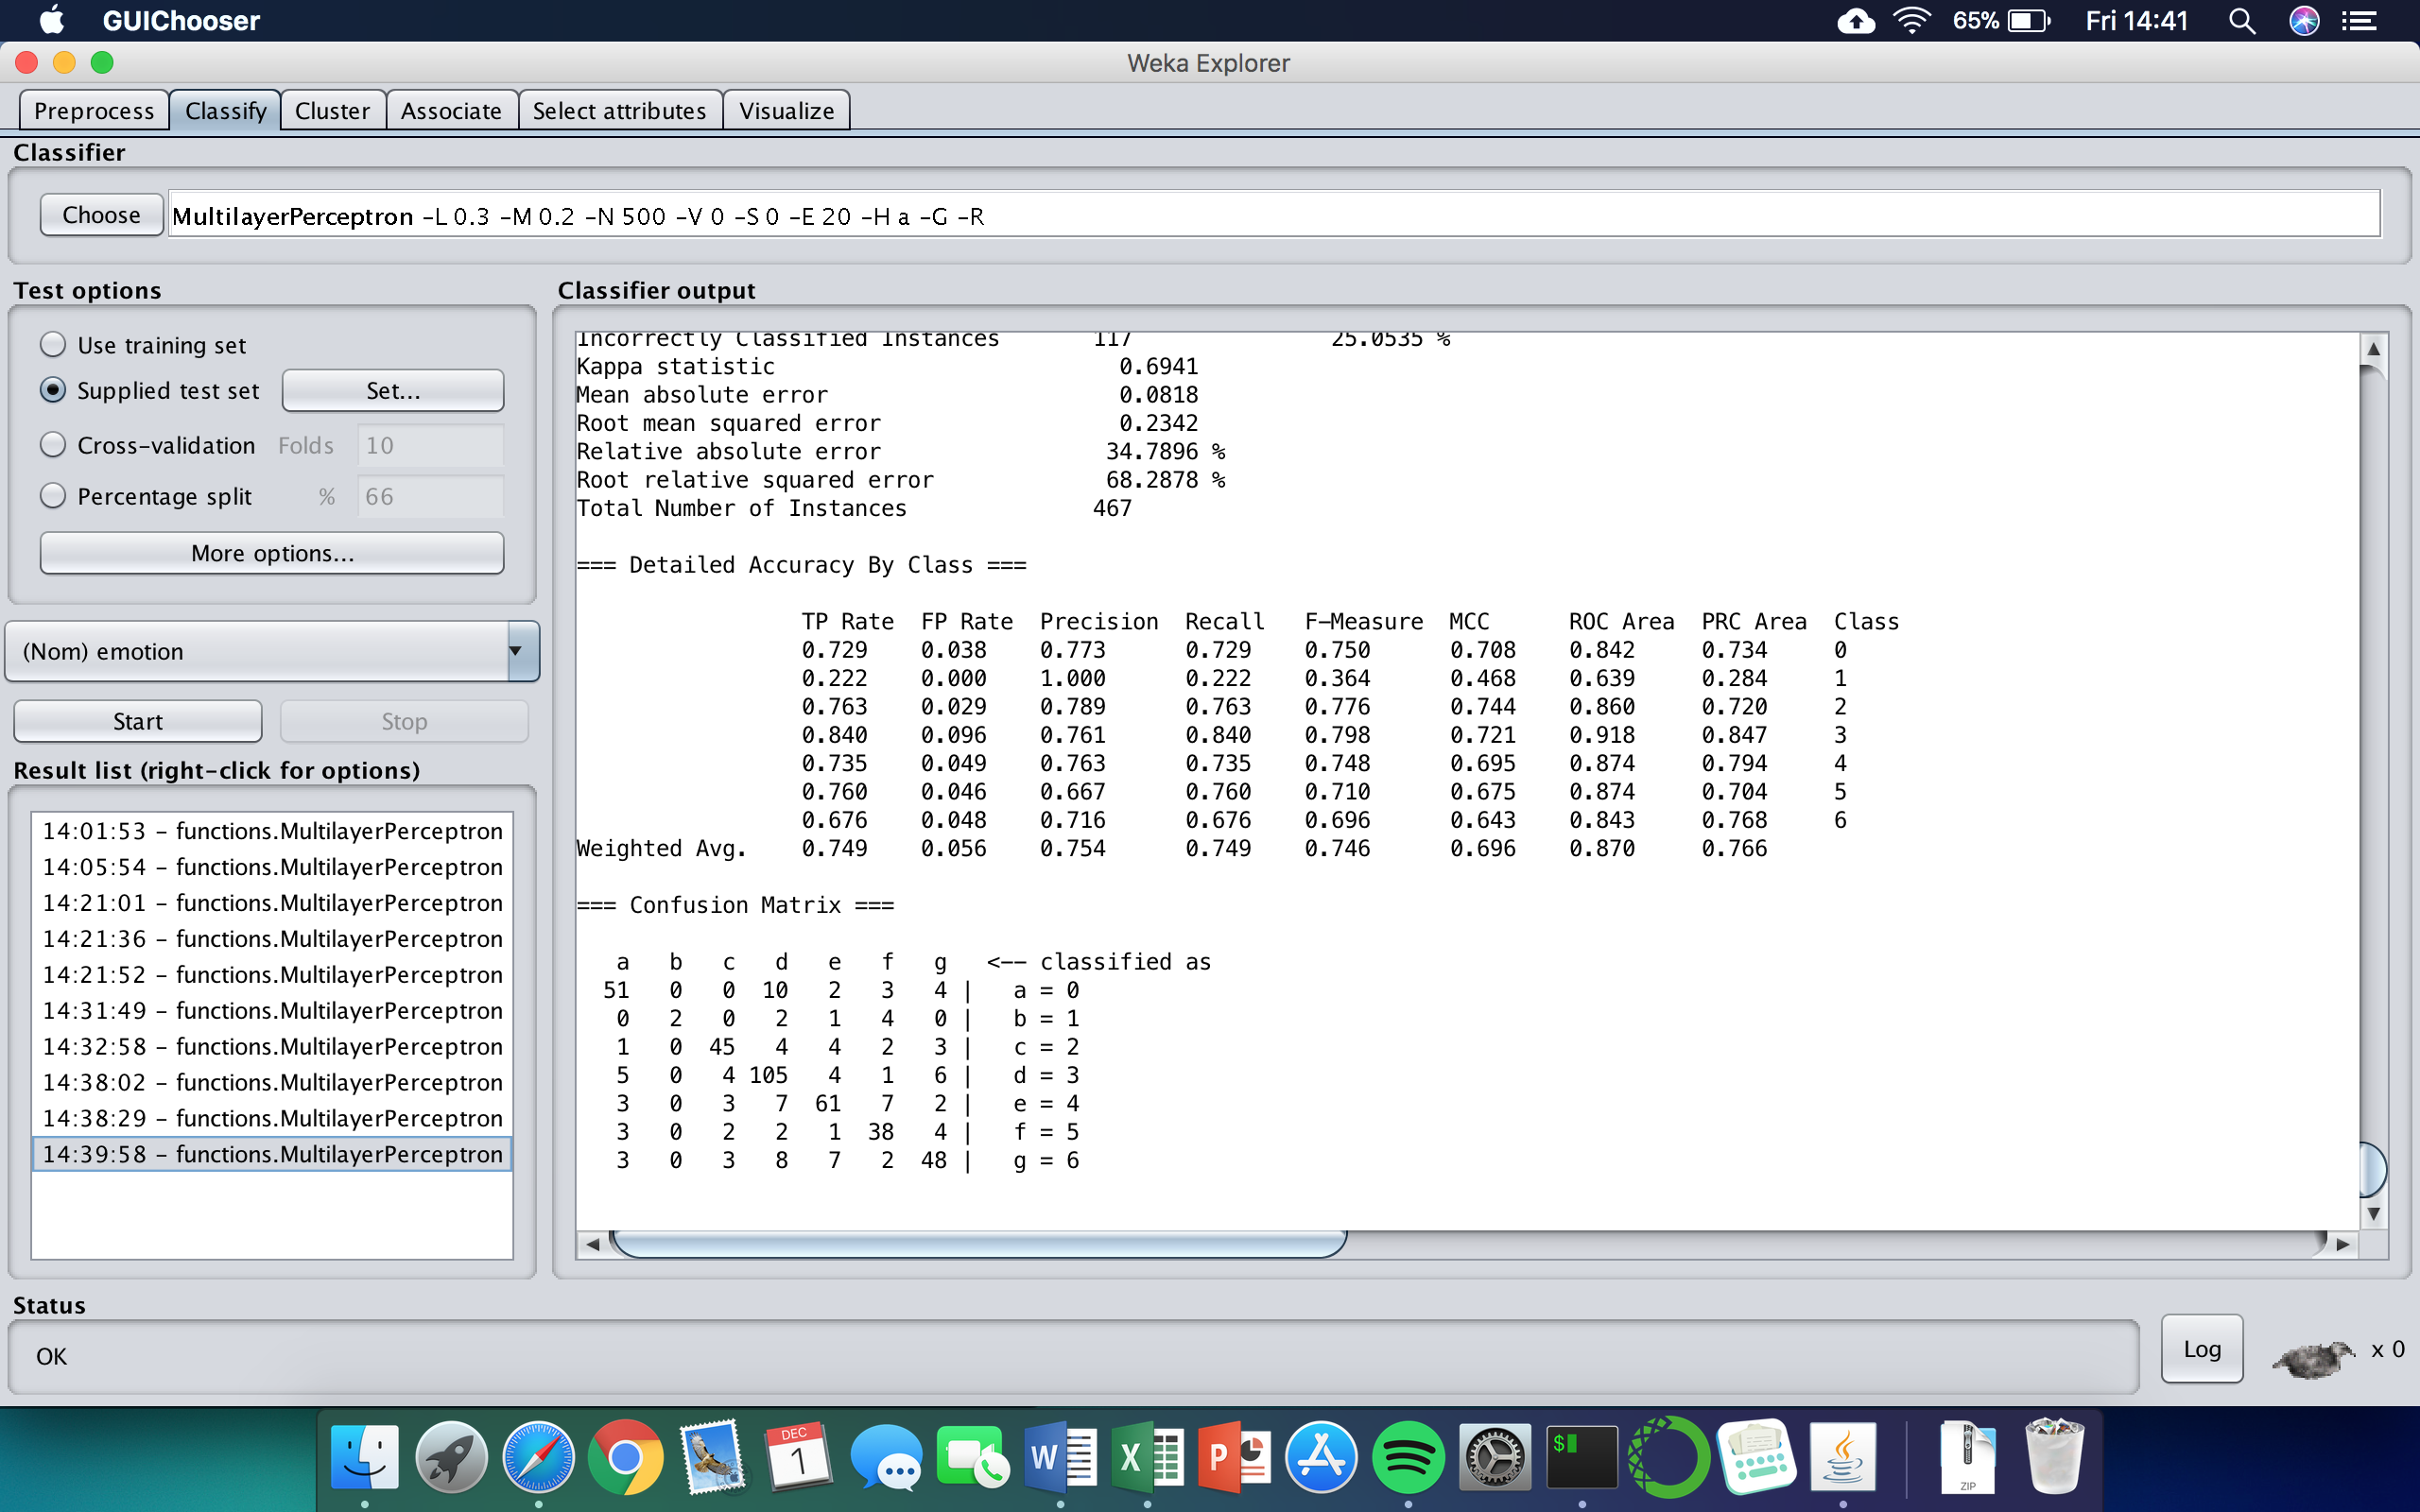 GUIChooser 65% Fri 14:41
Weka Explorer
Preprocess Classify Cluster Associate Select attributes Visualize
Classifier
Choose MultilayerPerceptron -L 0.3 -M 0.2 -N 500 -V 0 -S 0 -E 20 -H a -G -R
Test options
Use training set
Supplied test set Set...
Cross-validation Folds 10
Percentage split % 66
More options...
(Nom) emotion
Start Stop
Result list (right-click for options)
14:01:53 - functions.MultilayerPerceptron
14:05:54 - functions.MultilayerPerceptron
14:21:01 - functions.MultilayerPerceptron
14:21:36 - functions.MultilayerPerceptron
14:21:52 - functions.MultilayerPerceptron
14:31:49 - functions.MultilayerPerceptron
14:32:58 - functions.MultilayerPerceptron
14:38:02 - functions.MultilayerPerceptron
14:38:29 - functions.MultilayerPerceptron
14:39:58 - functions.MultilayerPerceptron
Classifier output
Incorrectly Classified Instances 117 25.0535 %
Kappa statistic 0.6941
Mean absolute error 0.0818
Root mean squared error 0.2342
Relative absolute error 34.7896 %
Root relative squared error 68.2878 %
Total Number of Instances 467
=== Detailed Accuracy By Class ===
TP Rate FP Rate Precision Recall F-Measure MCC ROC Area PRC Area Class
0.729 0.038 0.773 0.729 0.750 0.708 0.842 0.734 0
0.222 0.000 1.000 0.222 0.364 0.468 0.639 0.284 1
0.763 0.029 0.789 0.763 0.776 0.744 0.860 0.720 2
0.840 0.096 0.761 0.840 0.798 0.721 0.918 0.847 3
0.735 0.049 0.763 0.735 0.748 0.695 0.874 0.794 4
0.760 0.046 0.667 0.760 0.710 0.675 0.874 0.704 5
0.676 0.048 0.716 0.676 0.696 0.643 0.843 0.768 6
Weighted Avg. 0.749 0.056 0.754 0.749 0.746 0.696 0.870 0.766
=== Confusion Matrix ===
a b c d e f g <-- classified as
51 0 0 10 2 3 4 | a = 0
0 2 0 2 1 4 0 | b = 1
1 0 45 4 4 2 3 | c = 2
5 0 4 105 4 1 6 | d = 3
3 0 3 7 61 7 2 | e = 4
3 0 2 2 1 38 4 | f = 5
3 0 3 8 7 2 48 | g = 6
Status
OK
Log x 0
DEC
1
W
X
P
$
ZIP